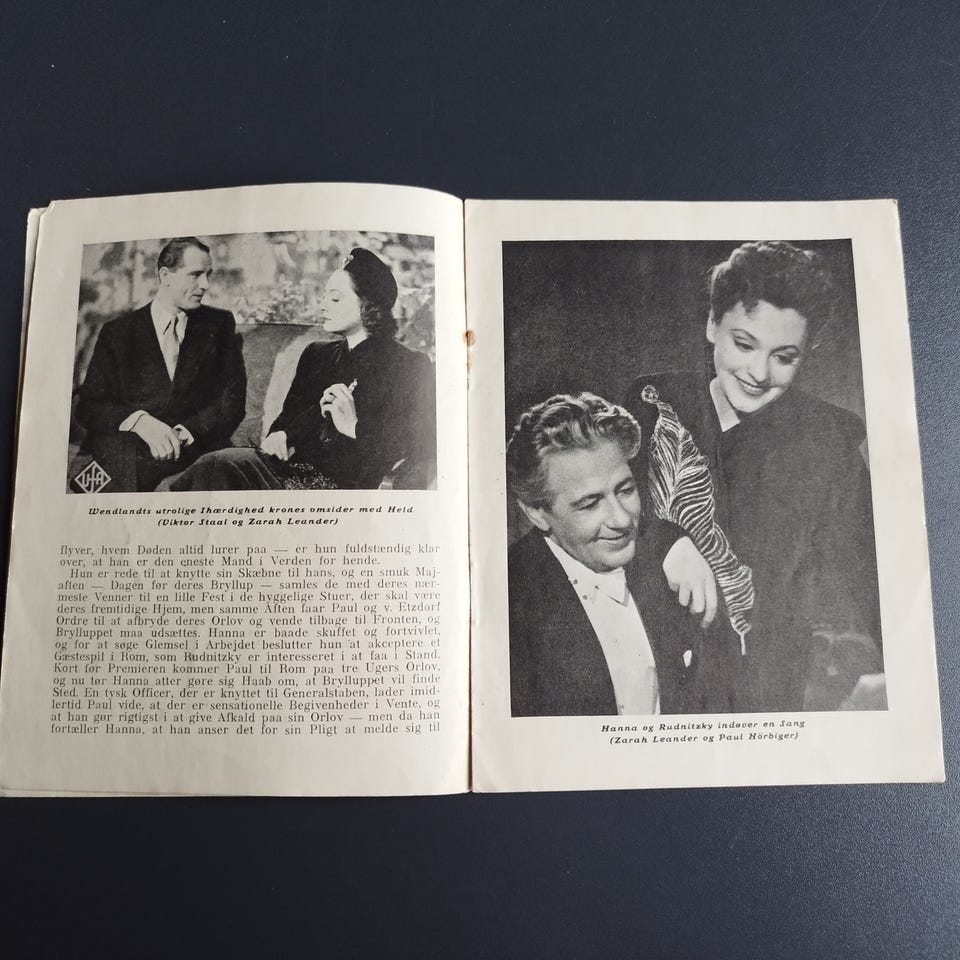 UFA
Wendlandts utrolige Ihærdighed krones omsider med Held
(Viktor Staal og Zarah Leander)
flyver, hvem Døden altid lurer paa — er hun fuldstændig klar
over, at han er den eneste Mand i Verden for hende.
Hun er rede til at knytte sin Skæbne til hans, og en smuk Maj-
aften — Dagen før deres Bryllup — samles de med deres nær-
meste Venner til en lille Fest i de hyggelige Stuer, der skal være
deres fremtidige Hjem, men samme Aften faar Paul og v. Etzdorf
Ordre til at afbryde deres Orlov og vende tilbage til Fronten, og
Brylluppet maa udsættes. Hanna er baade skuffet og fortvivlet,
og for at søge Glemsel i Arbejdet beslutter hun at akceptere et
Gæstespil i Rom, som Rudnitzky er interesseret i at faa i Stand.
Kort før Premieren kommer Paul til Rom paa tre Ugers Orlov,
og nu tør Hanna atter gøre sig Haab om, at Brylluppet vil finde
Sted. En tysk Officer, der er knyttet til Generalstaben, lader imid-
lertid Paul vide, at der er sensationelle Begivenheder i Vente, og
at han gør rigtigst i at give Afkald paa sin Orlov — men da han
fortæller Hanna, at han anser det for sin Pligt at melde sig til
Hanna og Rudnitzky indøver en Sang
(Zarah Leander og Paul Hörbiger)